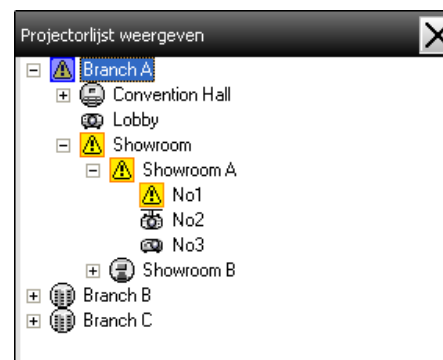 Projectorlijst weergeven
Branch A
Convention Hall
Lobby
Showroom
Showroom A
No1
No2
No3
Showroom B
Branch B
Branch C